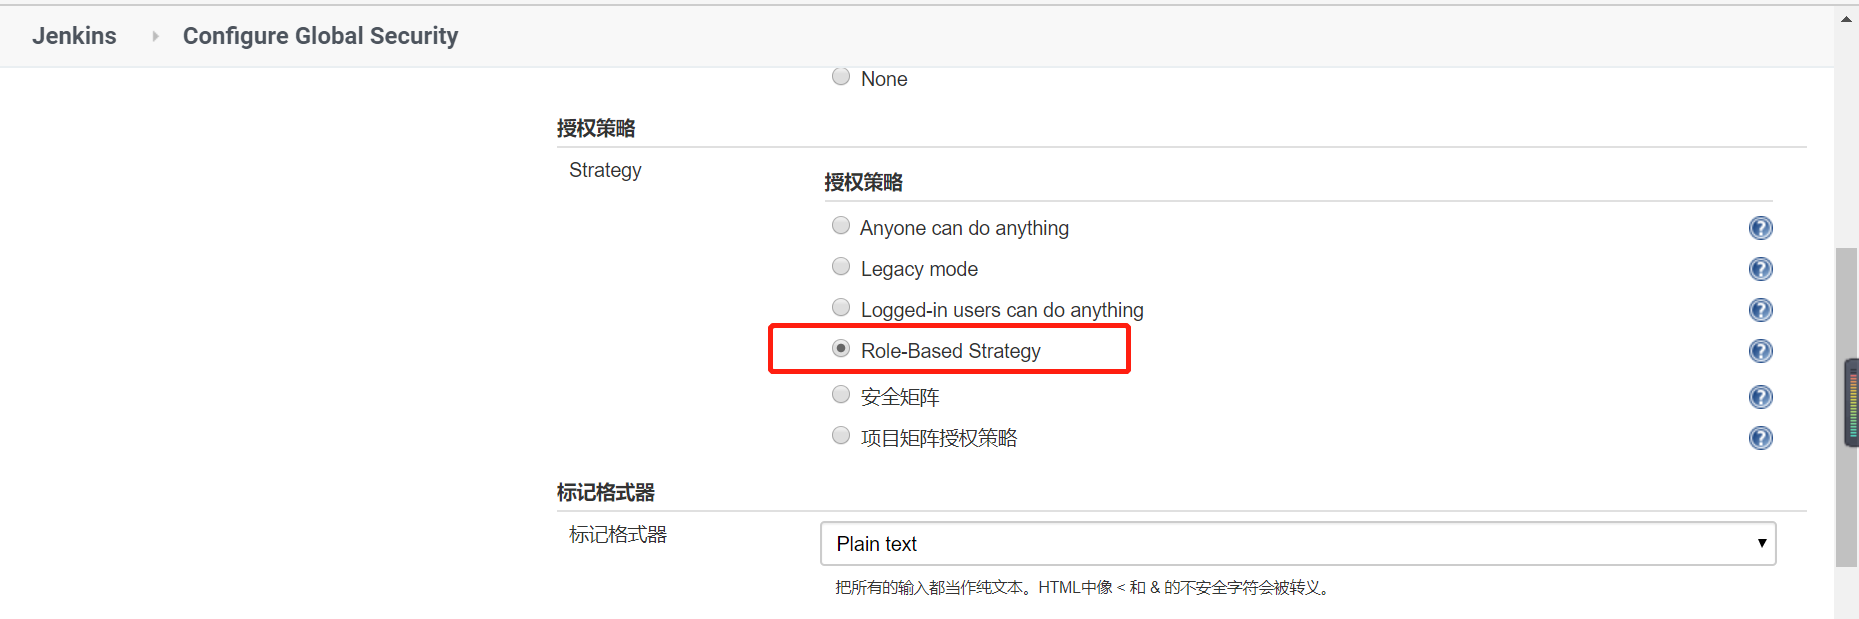 Jenkins Configure Global Security
None
授权策略
Strategy
授权策略
Anyone can do anything
Legacy mode
Logged-in users can do anything
Role-Based Strategy
安全矩阵
项目矩阵授权策略
标记格式器
标记格式器
Plain text
把所有的输入都当作纯文本。HTML中像 < 和 & 的不安全字符会被转义。